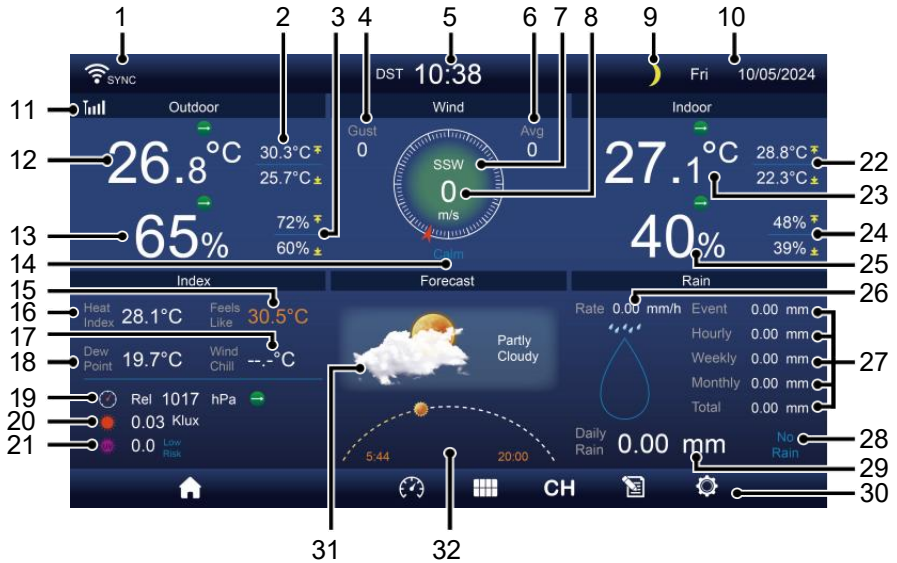 1 2 3 4 5 6 7 8 9 10
SYNC DST 10:38 Fri 10/05/2024
11 Outdoor Wind Indoor
Gust Avg
0 0
12 26.8°C 30.3°C SSW 27.1°C 28.8°C 22
25.7°C 0 22.3°C 23
m/s
13 65% 72% 40% 48% 24
60% 39%
14 Calm 25
15 Index Forecast Rain 26
16 Heat Index 28.1°C Feels Like 30.5°C Rate 0.00 mm/h Event 0.00 mm
17 Partly Cloudy Hourly 0.00 mm
18 Dew Point 19.7°C Wind Chill --.-°C Weekly 0.00 mm 27
19 Rel 1017 hPa Monthly 0.00 mm
20 0.03 Klux Total 0.00 mm
21 0.0 Low Risk Daily Rain 0.00 mm No Rain 28
5:44 20:00 29
CH 30
31 32